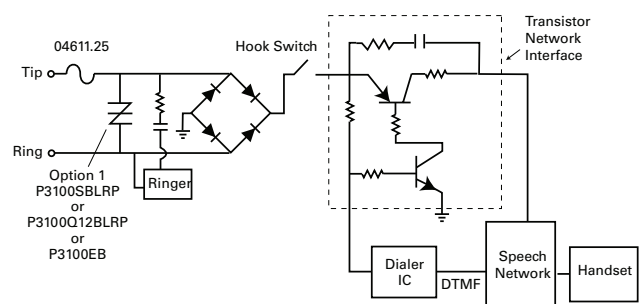 04611.25
Hook Switch
Transistor
Network
Interface
Tip
Ring
Option 1
P3100SBLRP
or
P3100Q12BLRP
or
P3100EB
Ringer
Dialer
IC
DTMF
Speech
Network
Handset